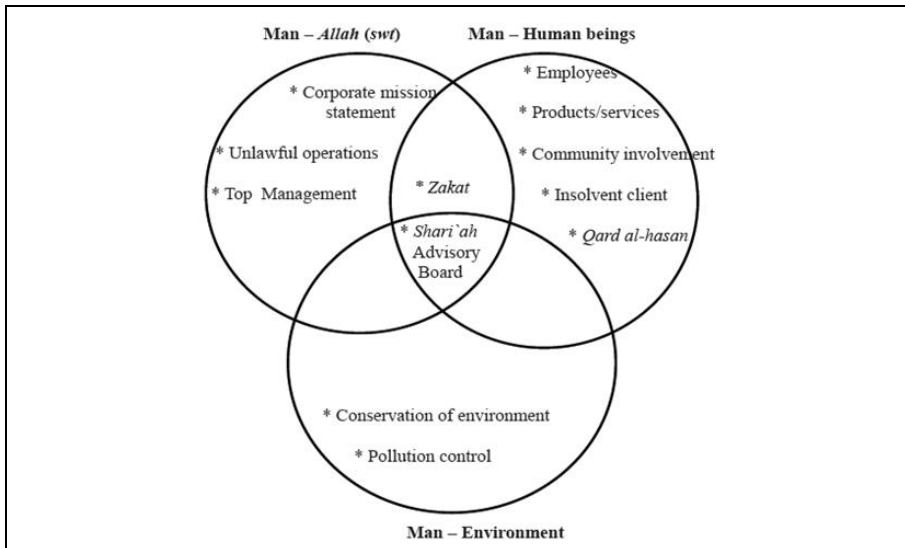 Man – Allah (swt)
Man – Human beings
* Corporate mission
statement
* Unlawful operations
* Top Management
* Employees
* Products/services
* Community involvement
* Insolvent client
* Qard al-hasan
* Zakat
* Shari`ah
Advisory
Board
* Conservation of environment
* Pollution control
Man – Environment